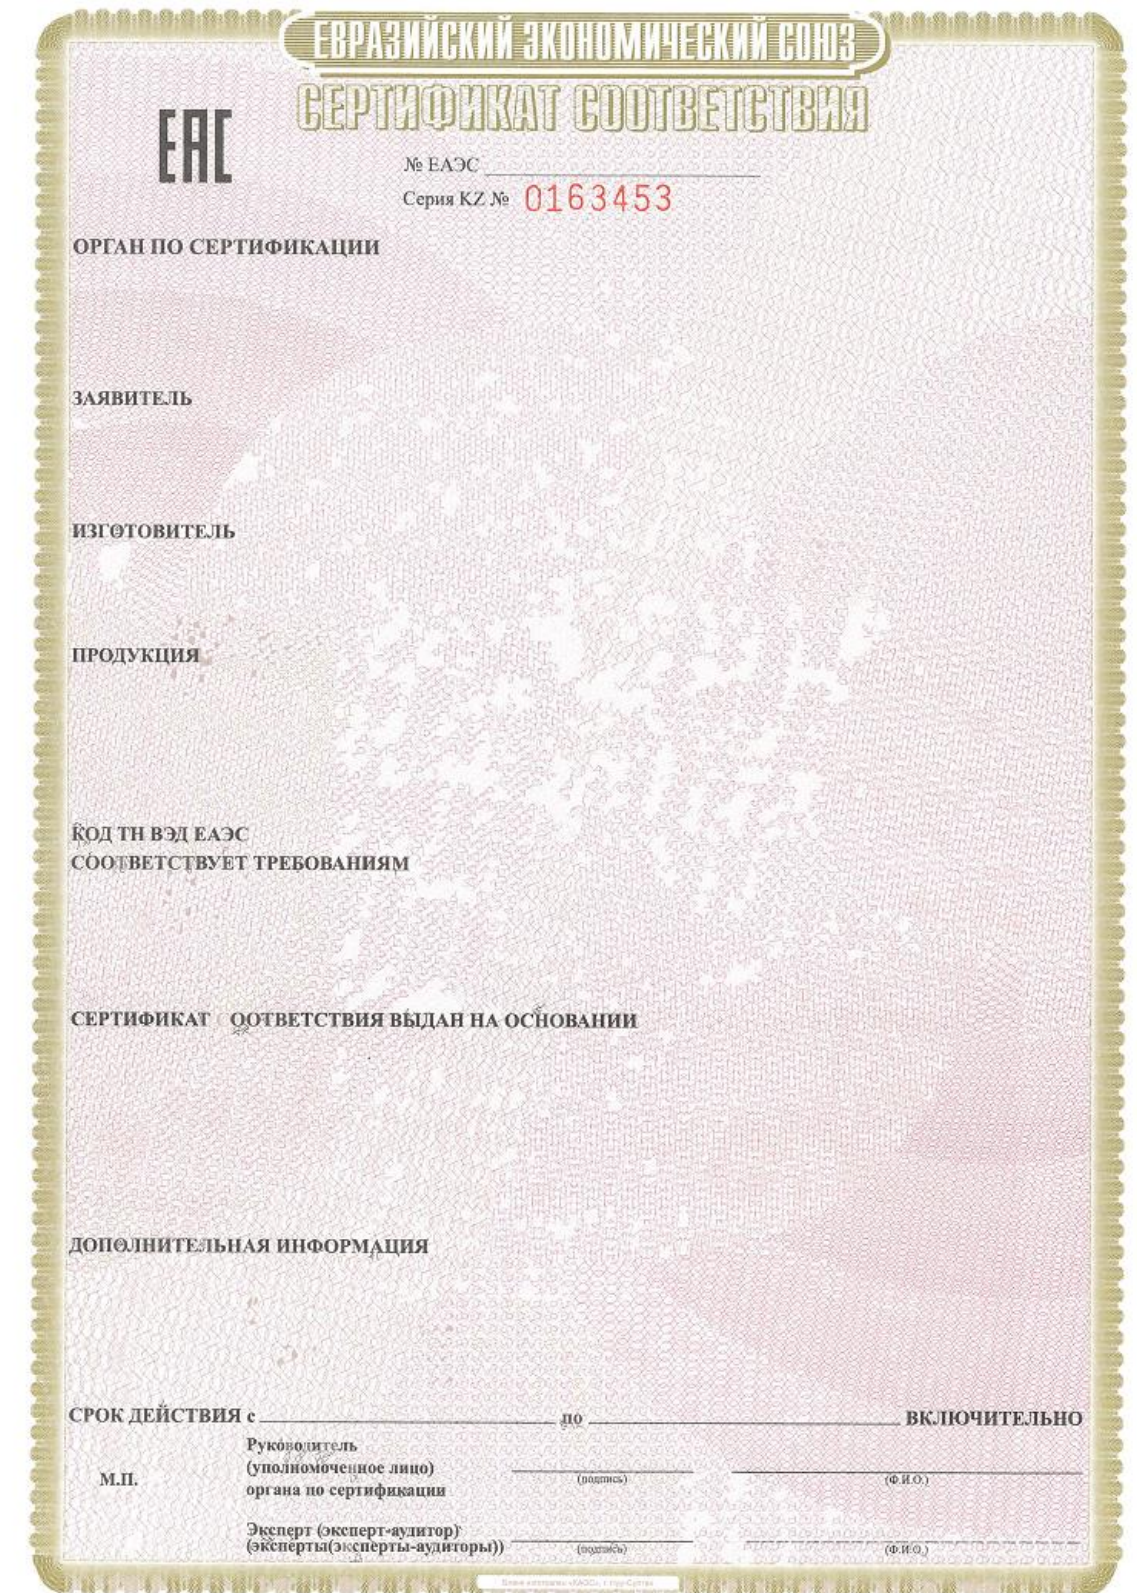 ЕВРАЗИЙСКИЙ ЭКОНОМИЧЕСКИЙ СОЮЗ
СЕРТИФИКАТ СООТВЕТСТВИЯ
ЕАС
№ ЕАЭС
Серия KZ № 0163453
ОРГАН ПО СЕРТИФИКАЦИИ
ЗАЯВИТЕЛЬ
ИЗГОТОВИТЕЛЬ
ПРОДУКЦИЯ
КОД ТН ВЭД ЕАЭС
СООТВЕТСТВУЕТ ТРЕБОВАНИЯМ
СЕРТИФИКАТ ООТВЕТСТВИЯ ВЫДАН НА ОСНОВАНИИ
ДОПОЛНИТЕЛЬНАЯ ИНФОРМАЦИЯ
СРОК ДЕЙСТВИЯ с по ВКЛЮЧИТЕЛЬНО
Руководитель
(уполномоченное лицо)
органа по сертификации
М.П.
(подпись) (Ф.И.О.)
Эксперт (эксперт-аудитор)
(эксперты(эксперты-аудиторы))
(подпись) (Ф.И.О.)